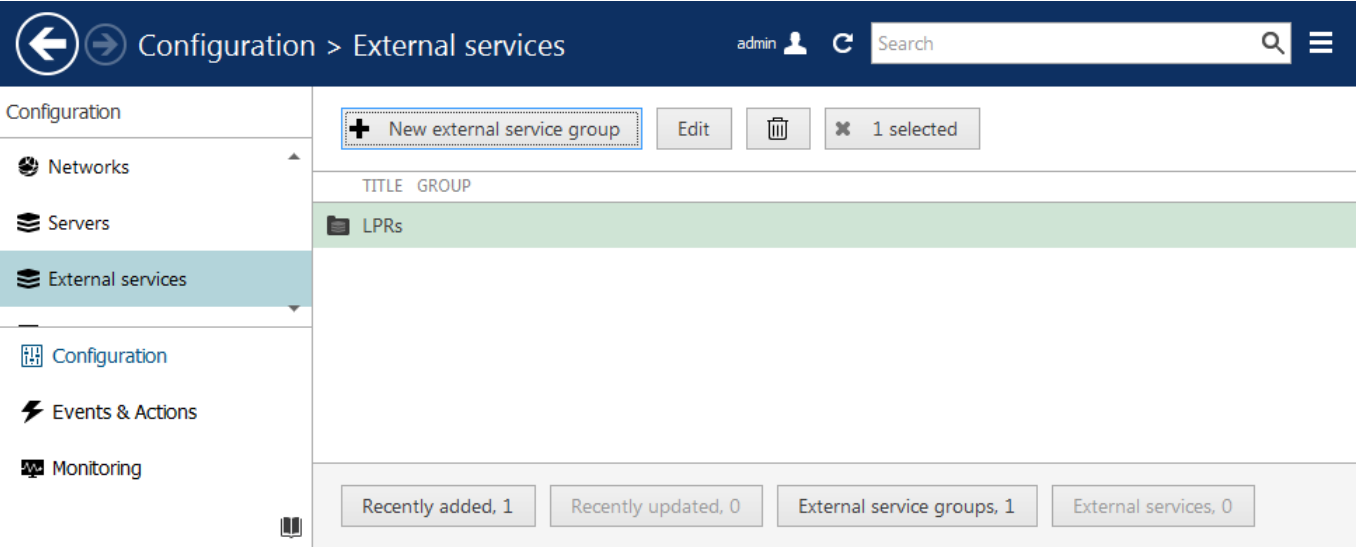 Configuration > External services
admin
Search
Configuration
Networks
Servers
External services
Configuration
Events & Actions
Monitoring
New external service group
Edit
1 selected
TITLE GROUP
LPRs
Recently added, 1
Recently updated, 0
External service groups, 1
External services, 0